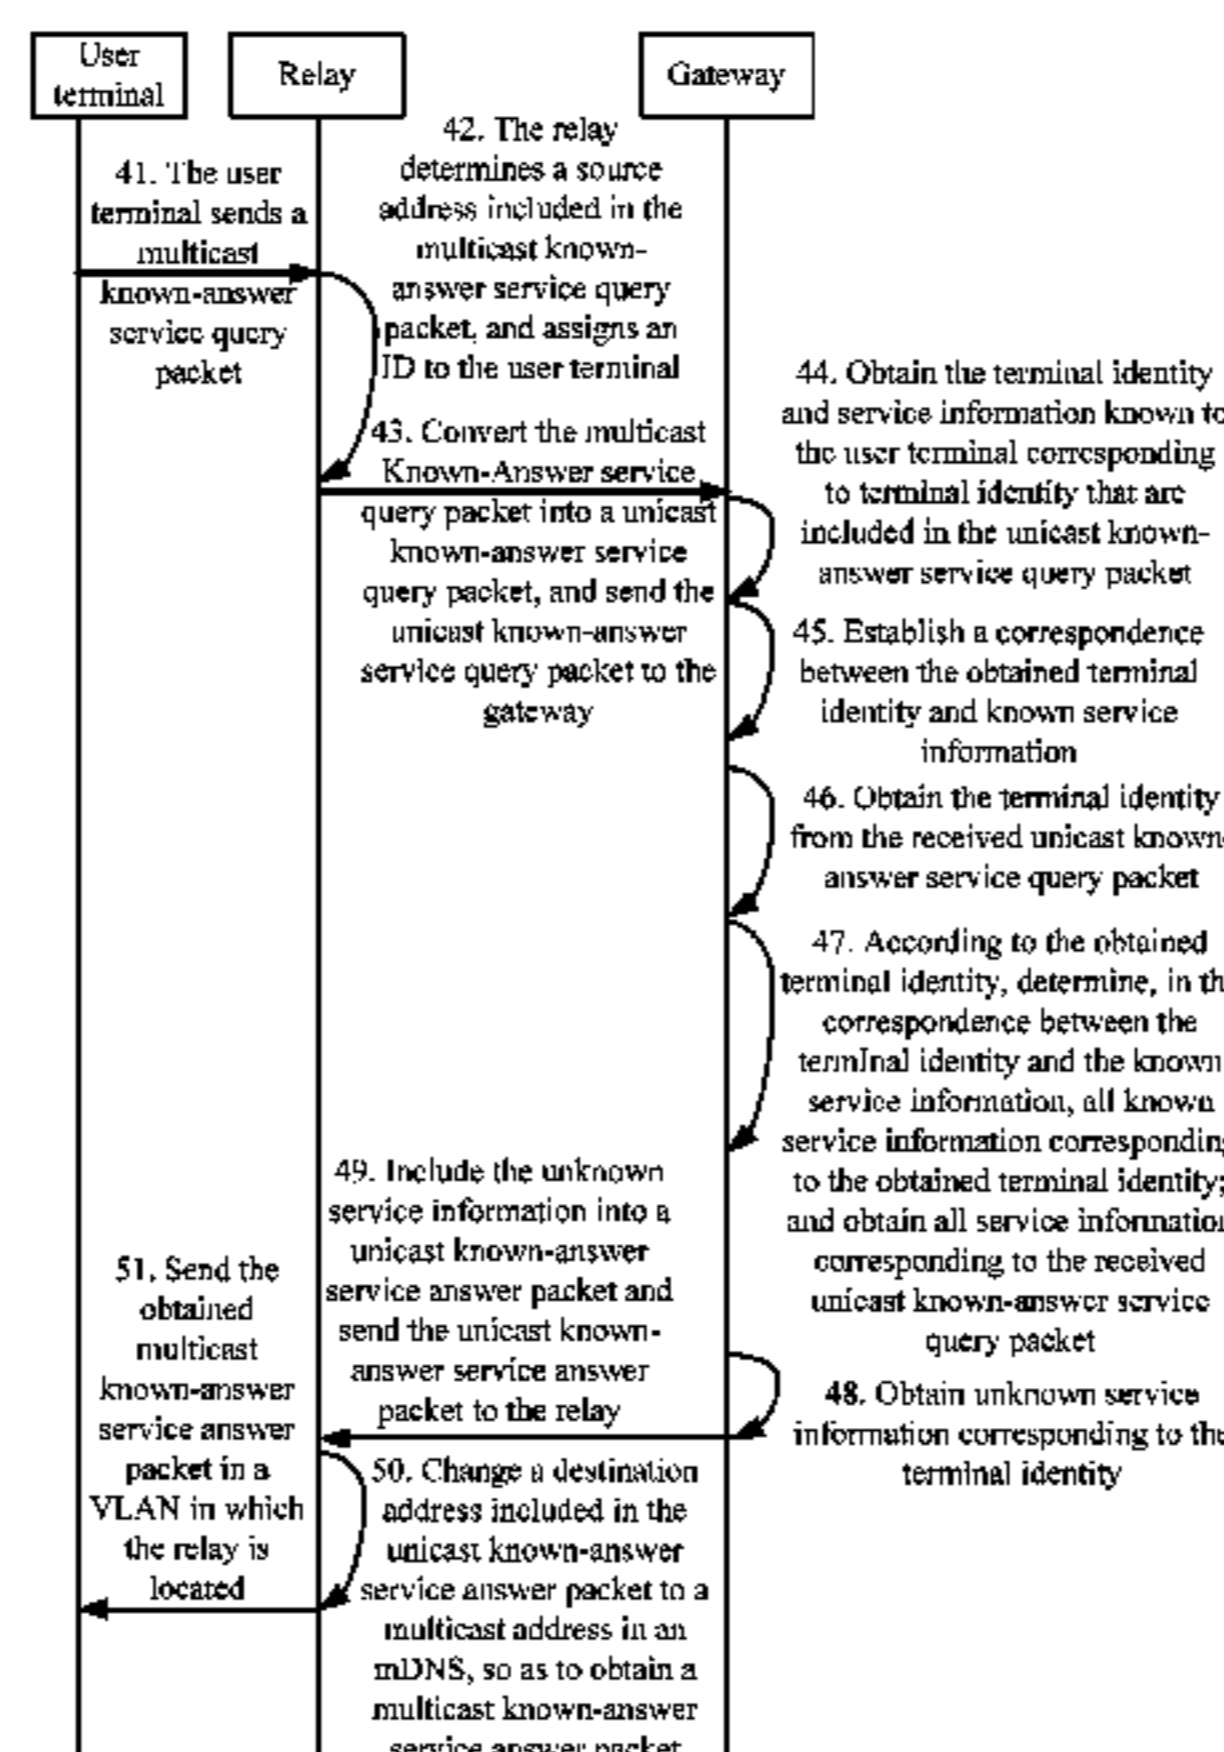 User
terminal
Relay
Gateway
41. The user
terminal sends a
multicast
known-answer
service query
packet
42. The relay
determines a source
address included in the
multicast known-
answer service query
packet, and assigns an
ID to the user terminal
43. Convert the multicast
Known-Answer service
query packet into a unicast
known-answer service
query packet, and send the
unicast known-answer
service query packet to the
gateway
44. Obtain the terminal identity
and service information known to
the user terminal corresponding
to terminal identity that are
included in the unicast known-
answer service query packet
45. Establish a correspondence
between the obtained terminal
identity and known service
information
46. Obtain the terminal identity
from the received unicast known-
answer service query packet
47. According to the obtained
terminal identity, determine, in th
correspondence between the
termInal identity and the known
service information, all known
service information corresponding
to the obtained terminal identity;
and obtain all service information
corresponding to the received
unicast known-answer service
query packet
48. Obtain unknown service
information corresponding to the
terminal identity
49. Include the unknown
service information into a
unicast known-answer
service answer packet and
send the unicast known-
answer service answer
packet to the relay
50. Change a destination
address included in the
unicast known-answer
service answer packet to a
multicast address in an
mDNS, so as to obtain a
multicast known-answer
service answer packet
51. Send the
obtained
multicast
known-answer
service answer
packet in a
VLAN in which
the relay is
located